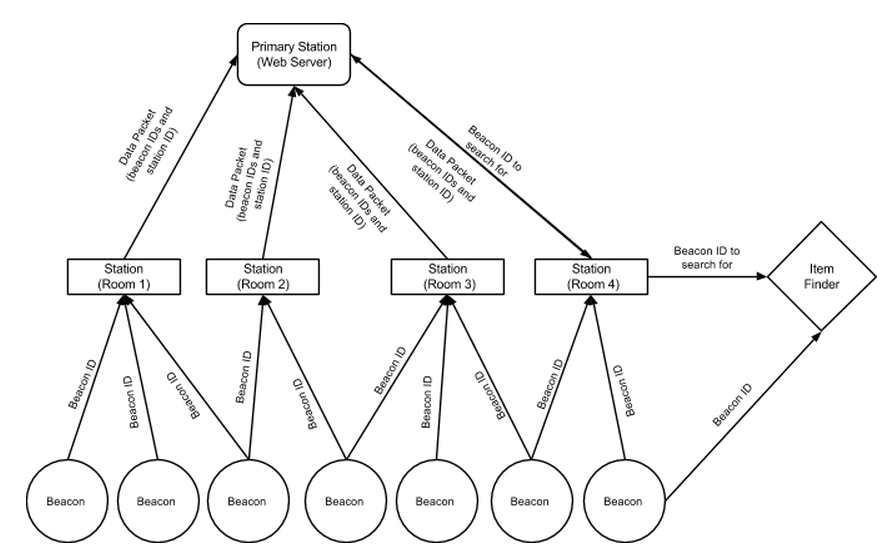 Primary Station
(Web Server)
Data Packet
(beacon IDs and
station ID)
Data Packet
(beacon IDs and
station ID)
Data Packet
(beacon IDs and
station ID)
Beacon ID to
search for
Data Packet
(beacon IDs and
station ID)
Station
(Room 1)
Station
(Room 2)
Station
(Room 3)
Station
(Room 4)
Beacon ID to
search for
Item
Finder
Beacon ID
Beacon ID
Beacon ID
Beacon ID
Beacon ID
Beacon ID
Beacon ID
Beacon ID
Beacon ID
Beacon ID
Beacon ID
Beacon
Beacon
Beacon
Beacon
Beacon
Beacon
Beacon